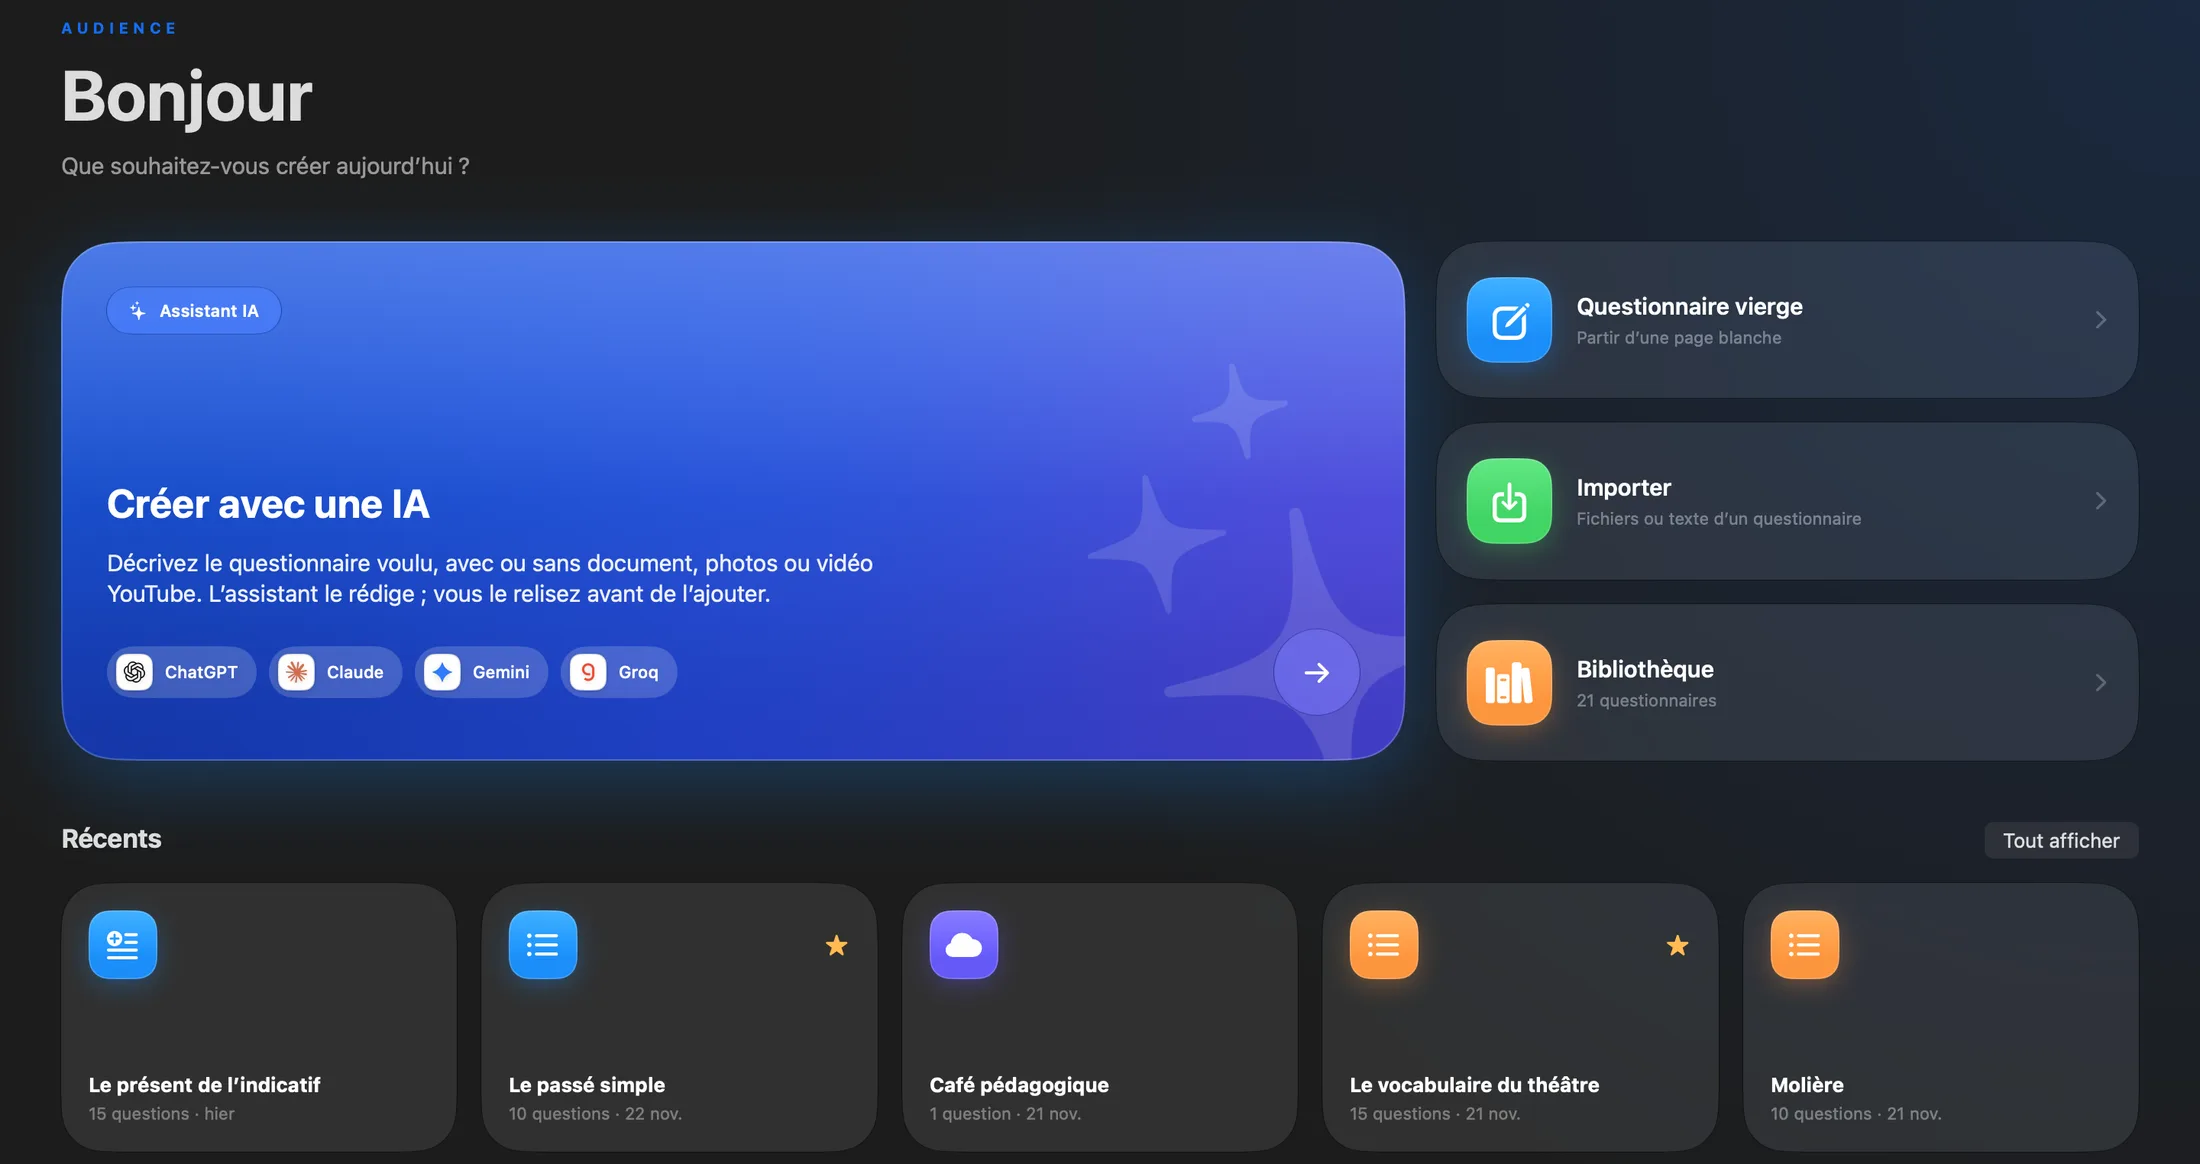 AUDIENCE
Bonjour
Que souhaitez-vous créer aujourd’hui ?
Assistant IA
Créer avec une IA
Décrivez le questionnaire voulu, avec ou sans document, photos ou vidéo
YouTube. L’assistant le rédige ; vous le relisez avant de l’ajouter.
ChatGPT
Claude
Gemini
Groq
Questionnaire vierge
Partir d’une page blanche
Importer
Fichiers ou texte d’un questionnaire
Bibliothèque
21 questionnaires
Récents
Tout afficher
Le présent de l’indicatif
15 questions · hier
Le passé simple
10 questions · 22 nov.
Café pédagogique
1 question · 21 nov.
Le vocabulaire du théâtre
15 questions · 21 nov.
Molière
10 questions · 21 nov.